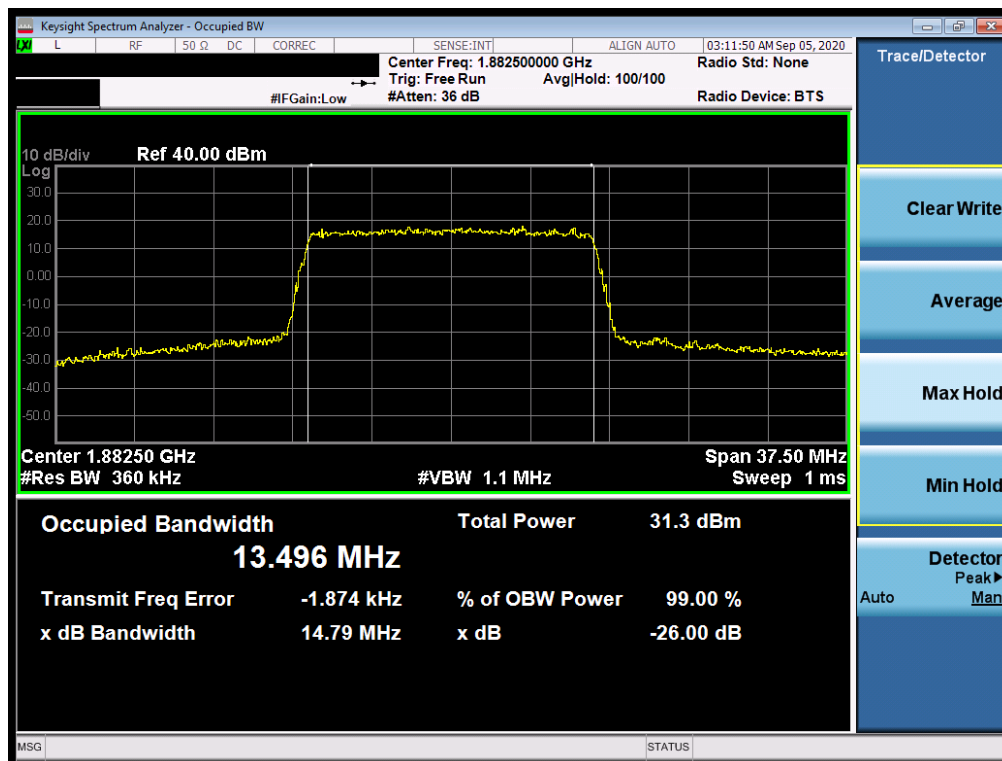 Keysight Spectrum Analyzer - Occupied BW
LXI L RF 50 Ω DC CORREC SENSE:INT ALIGN AUTO 03:11:50 AM Sep 05, 2020
Center Freq: 1.882500000 GHz Radio Std: None
Trig: Free Run Avg|Hold: 100/100
#IFGain:Low #Atten: 36 dB Radio Device: BTS
10 dB/div Ref 40.00 dBm
Log
30.0
20.0
10.0
0.00
-10.0
-20.0
-30.0
-40.0
-50.0
Center 1.88250 GHz Span 37.50 MHz
#Res BW 360 kHz #VBW 1.1 MHz Sweep 1 ms
Occupied Bandwidth Total Power 31.3 dBm
13.496 MHz
Transmit Freq Error -1.874 kHz % of OBW Power 99.00 %
x dB Bandwidth 14.79 MHz x dB -26.00 dB
MSG STATUS
Trace/Detector
Clear Write
Average
Max Hold
Min Hold
Detector
Peak▶
Auto Man